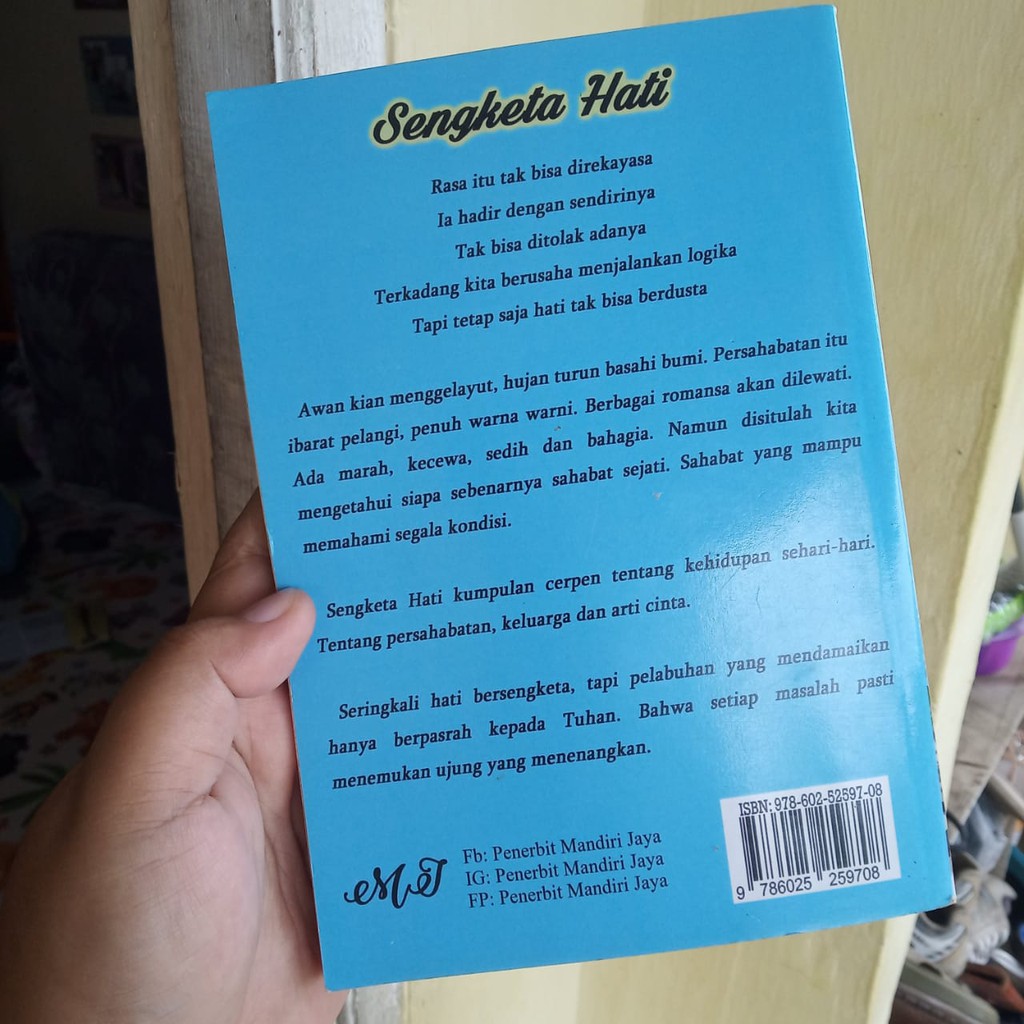 Sengketa Hati
Rasa itu tak bisa direkayasa
Ia hadir dengan sendirinya
Tak bisa ditolak adanya
Terkadang kita berusaha menjalankan logika
Tapi tetap saja hati tak bisa berdusta
Awan kian menggelayut, hujan turun basahi bumi. Persahabatan itu
ibarat pelangi, penuh warna warni. Berbagai romansa akan dilewati.
Ada marah, kecewa, sedih dan bahagia. Namun disitulah kita
mengetahui siapa sebenarnya sahabat sejati. Sahabat yang mampu
memahami segala kondisi.
Sengketa Hati kumpulan cerpen tentang kehidupan sehari-hari.
Tentang persahabatan, keluarga dan arti cinta.
Seringkali hati bersengketa, tapi pelabuhan yang mendamaikan
hanya berpasrah kepada Tuhan. Bahwa setiap masalah pasti
menemukan ujung yang menenangkan.
MJ
Fb: Penerbit Mandiri Jaya
IG: Penerbit Mandiri Jaya
FP: Penerbit Mandiri Jaya
ISBN: 978-602-52597-08
9 786025 259708